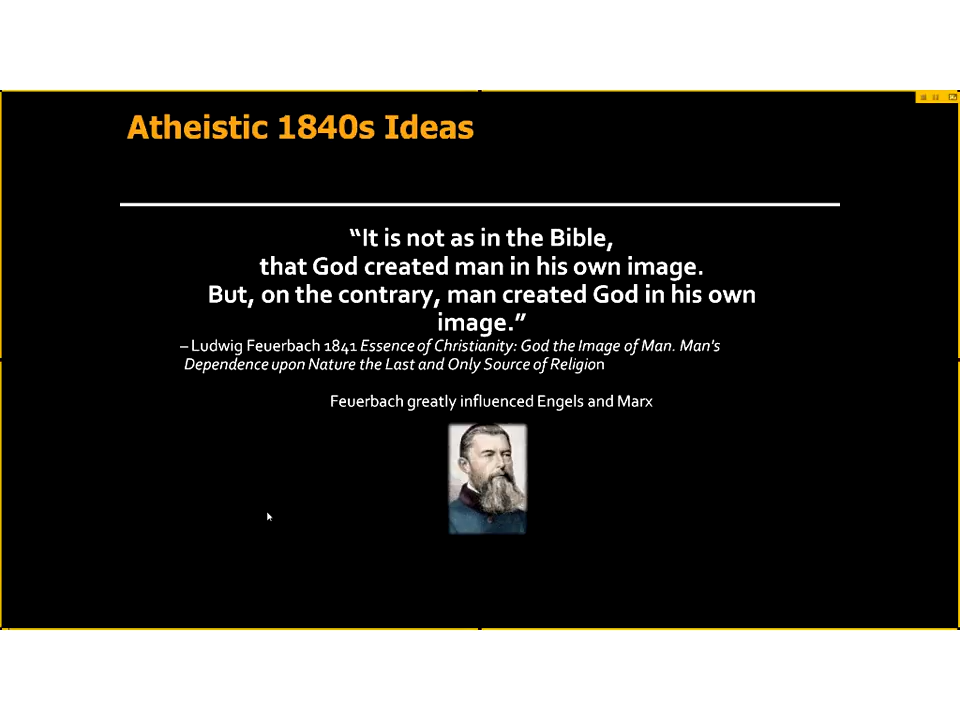 Atheistic 1840s Ideas
“It is not as in the Bible,
that God created man in his own image.
But, on the contrary, man created God in his own
image.”
– Ludwig Feuerbach 1841 Essence of Christianity: God the Image of Man. Man's
Dependence upon Nature the Last and Only Source of Religion
Feuerbach greatly influenced Engels and Marx